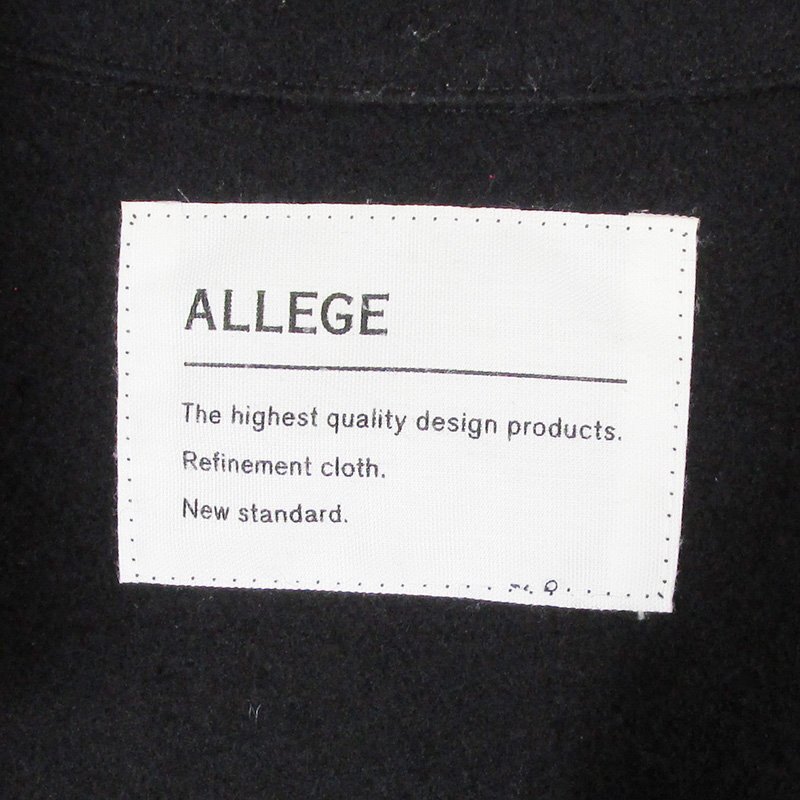 ALLEGE
The highest quality design products.
Refinement cloth.
New standard.